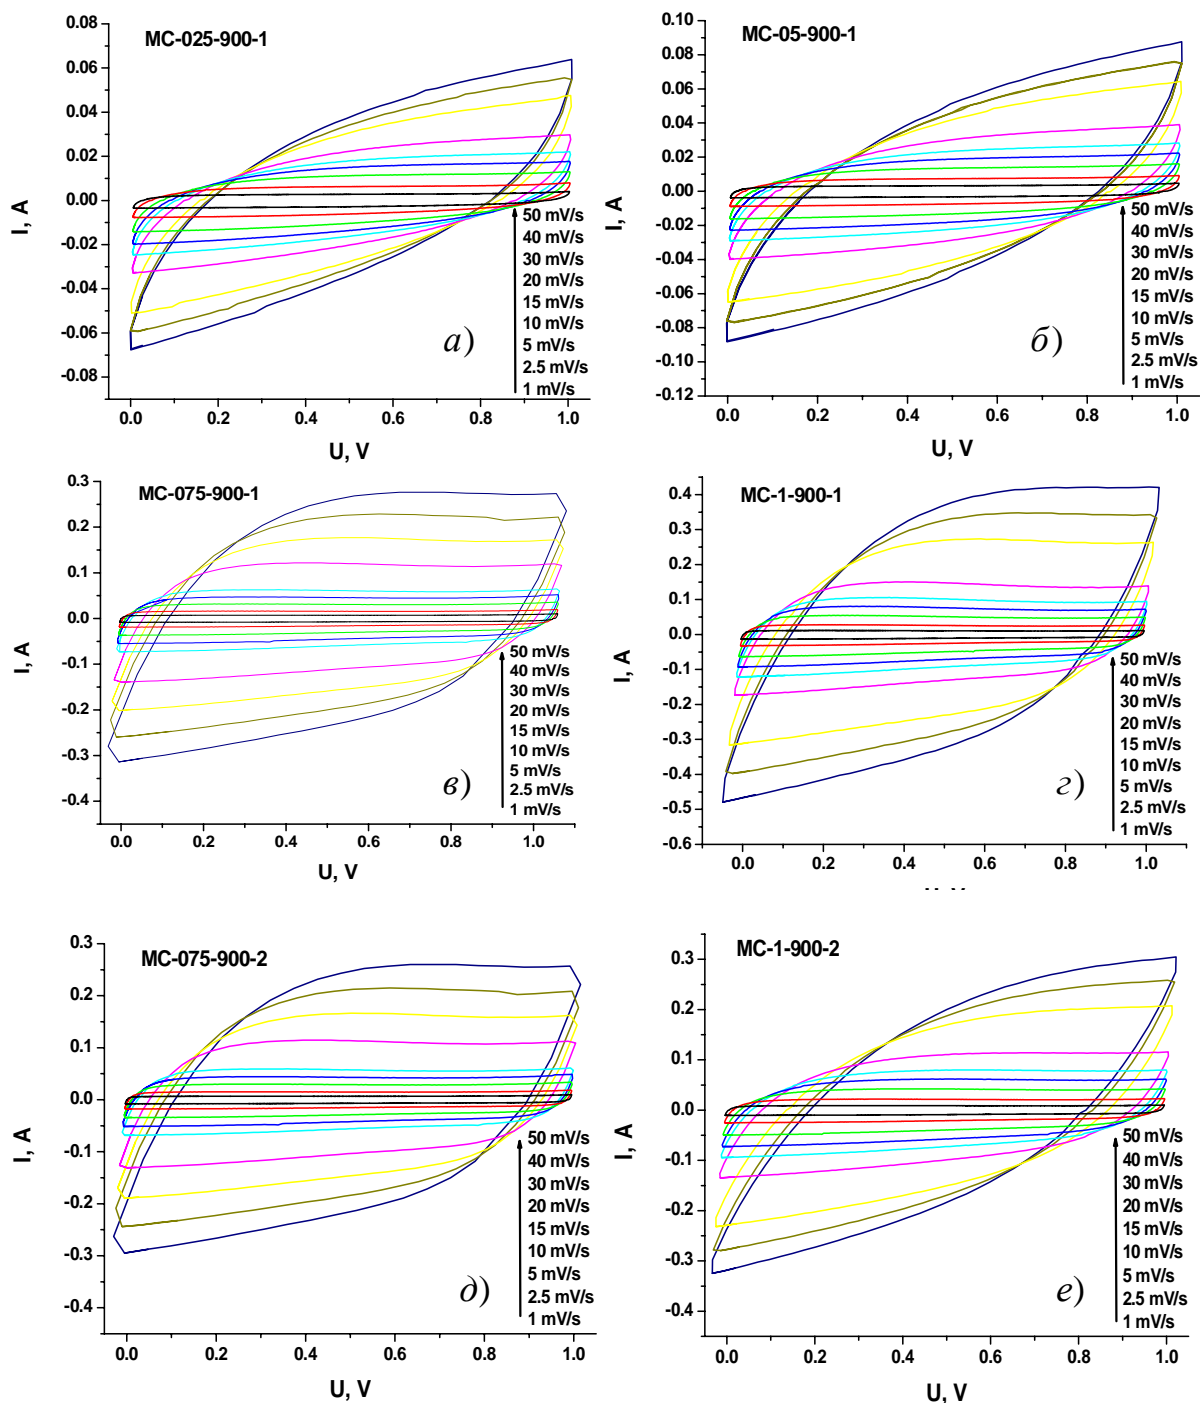 MC-025-900-1
0.08
0.06
0.04
0.02
0.00
-0.02
-0.04
-0.06
-0.08
I, A
50 mV/s
40 mV/s
30 mV/s
20 mV/s
15 mV/s
10 mV/s
5 mV/s
2.5 mV/s
1 mV/s
а)
0.0 0.2 0.4 0.6 0.8 1.0
U, V
MC-05-900-1
0.10
0.08
0.06
0.04
0.02
0.00
-0.02
-0.04
-0.06
-0.08
-0.10
-0.12
I, A
50 mV/s
40 mV/s
30 mV/s
20 mV/s
15 mV/s
10 mV/s
5 mV/s
2.5 mV/s
1 mV/s
б)
0.0 0.2 0.4 0.6 0.8 1.0
U, V
MC-075-900-1
0.3
0.2
0.1
0.0
-0.1
-0.2
-0.3
-0.4
I, A
50 mV/s
40 mV/s
30 mV/s
20 mV/s
15 mV/s
10 mV/s
5 mV/s
2.5 mV/s
1 mV/s
в)
0.0 0.2 0.4 0.6 0.8 1.0
U, V
MC-1-900-1
0.4
0.3
0.2
0.1
0.0
-0.1
-0.2
-0.3
-0.4
-0.5
-0.6
I, A
50 mV/s
40 mV/s
30 mV/s
20 mV/s
15 mV/s
10 mV/s
5 mV/s
2.5 mV/s
1 mV/s
г)
0.0 0.2 0.4 0.6 0.8 1.0
MC-075-900-2
0.3
0.2
0.1
0.0
-0.1
-0.2
-0.3
-0.4
I, A
50 mV/s
40 mV/s
30 mV/s
20 mV/s
15 mV/s
10 mV/s
5 mV/s
2.5 mV/s
1 mV/s
д)
0.0 0.2 0.4 0.6 0.8 1.0
U, V
MC-1-900-2
0.3
0.2
0.1
0.0
-0.1
-0.2
-0.3
-0.4
I, A
50 mV/s
40 mV/s
30 mV/s
20 mV/s
15 mV/s
10 mV/s
5 mV/s
2.5 mV/s
1 mV/s
е)
0.0 0.2 0.4 0.6 0.8 1.0
U, V